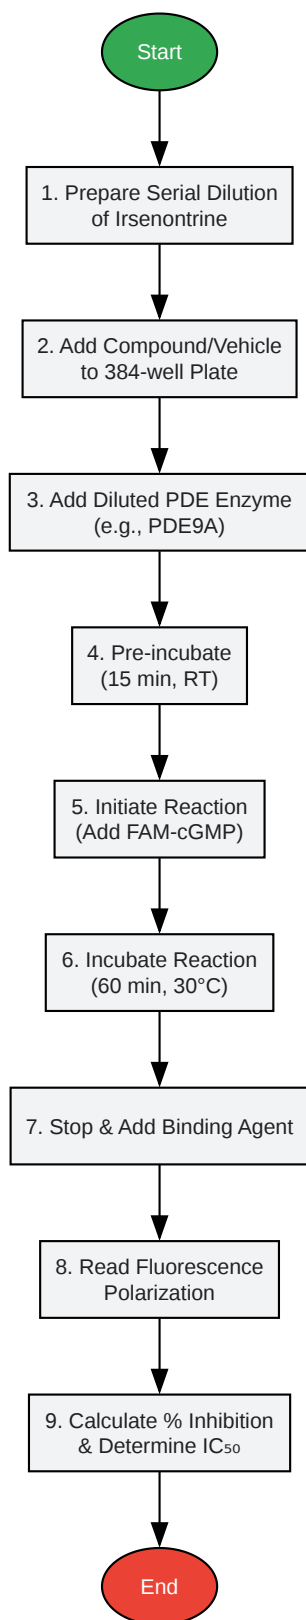 Start
1. Prepare Serial Dilution
of Irsenontrine
2. Add Compound/Vehicle
to 384-well Plate
3. Add Diluted PDE Enzyme
(e.g., PDE9A)
4. Pre-incubate
(15 min, RT)
5. Initiate Reaction
(Add FAM-cGMP)
6. Incubate Reaction
(60 min, 30°C)
7. Stop & Add Binding Agent
8. Read Fluorescence
Polarization
9. Calculate % Inhibition
& Determine IC₅₀
End